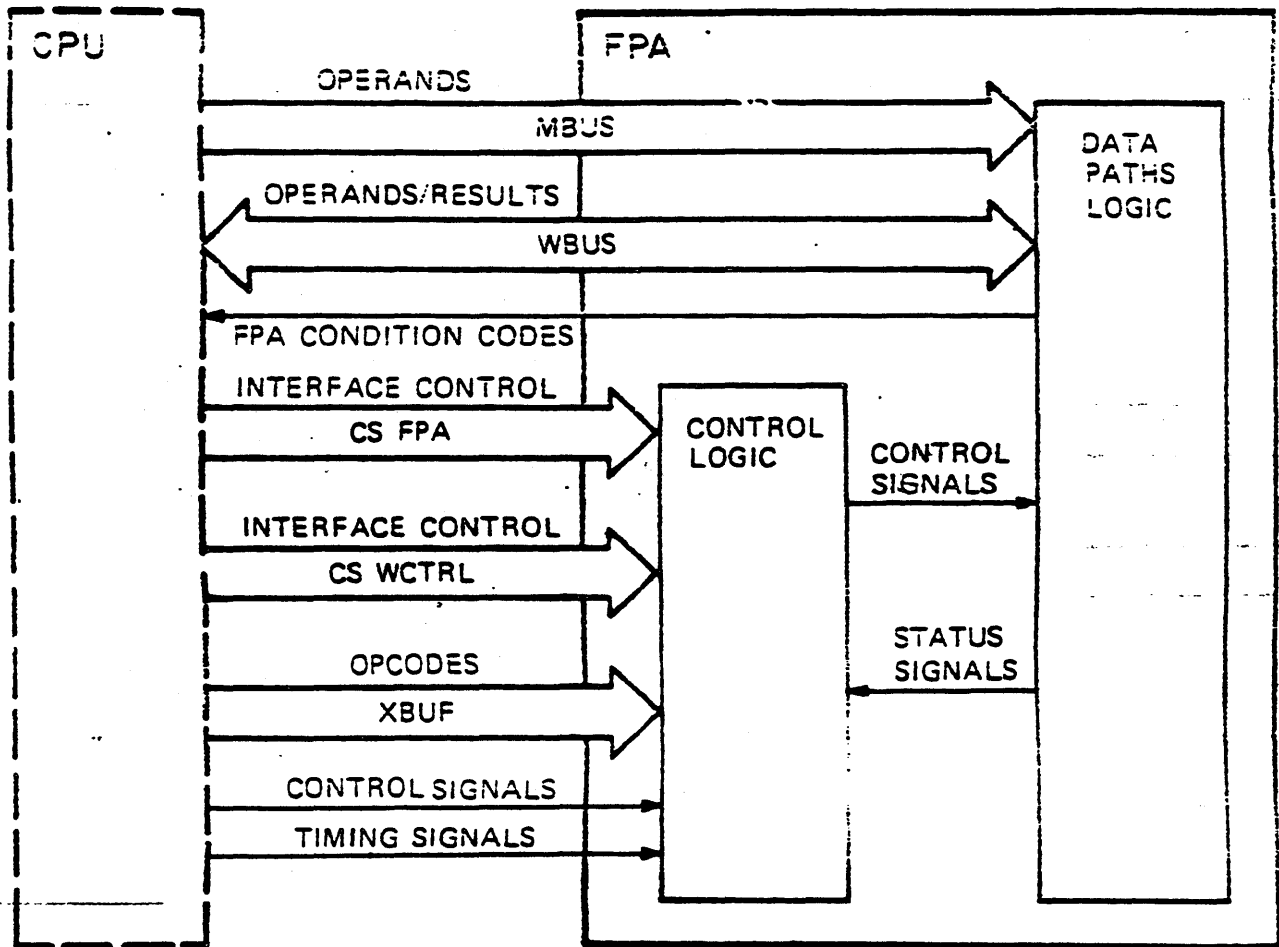 CPU
FPA
OPERANDS
MBUS
DATA
PATHS
LOGIC
OPERANDS/RESULTS
WBUS
FPA CONDITION CODES
INTERFACE CONTROL
CS FPA
CONTROL
LOGIC
CONTROL
SIGNALS
INTERFACE CONTROL
CS WCTRL
STATUS
SIGNALS
OPCODES
XBUF
CONTROL SIGNALS
TIMING SIGNALS